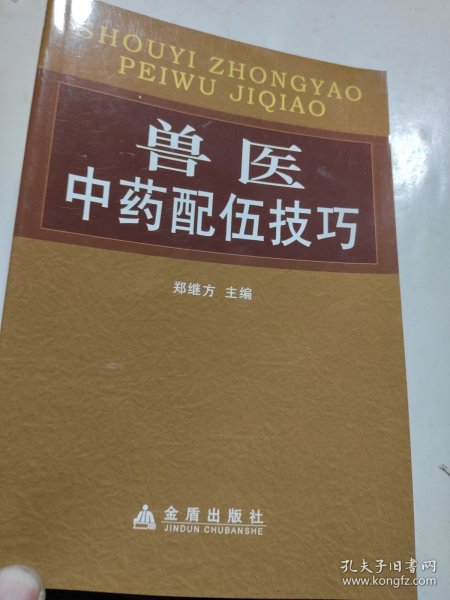 SHOUYI ZHONGYAO
PEIWU JIQIAO
兽医
中药配伍技巧
郑继方 主编
金盾出版社
JINDUN CHUBANSHE
孔夫子旧书网
www.kongfz.com